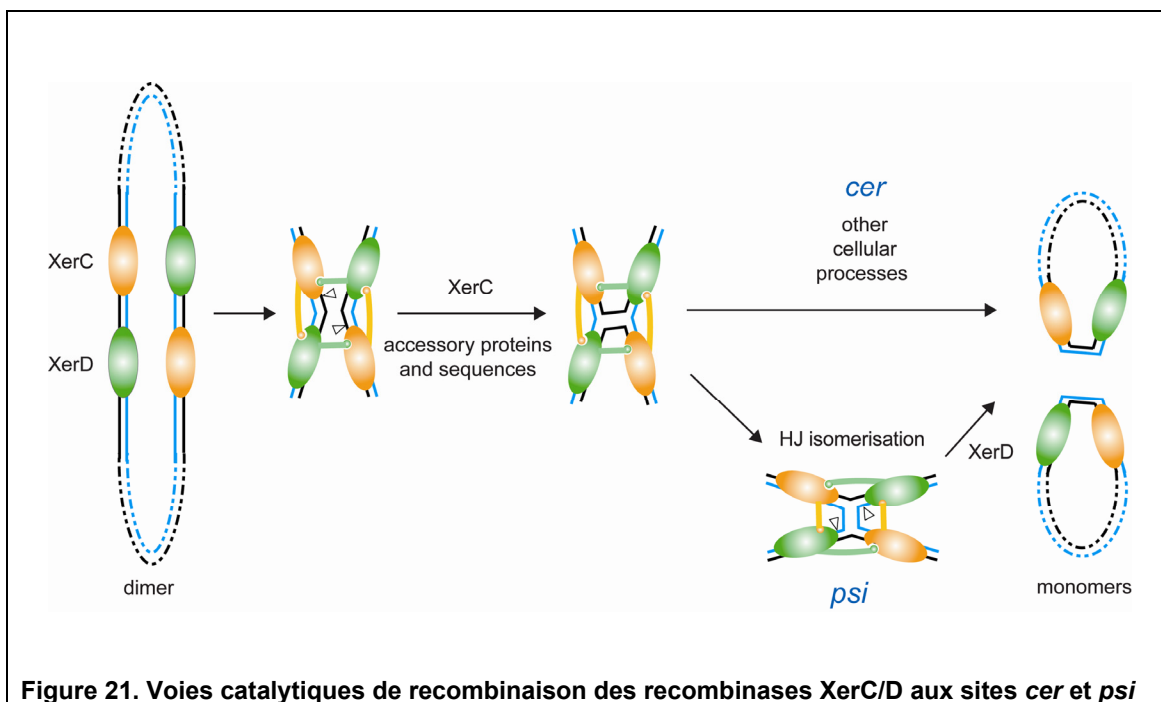 cer
other
cellular
processes
XerC
XerC
XerD
accessory proteins
and sequences
HJ isomerisation
XerD
dimer
psi
monomers
Figure 21. Voies catalytiques de recombinaison des recombinases XerC/D aux sites cer et psi